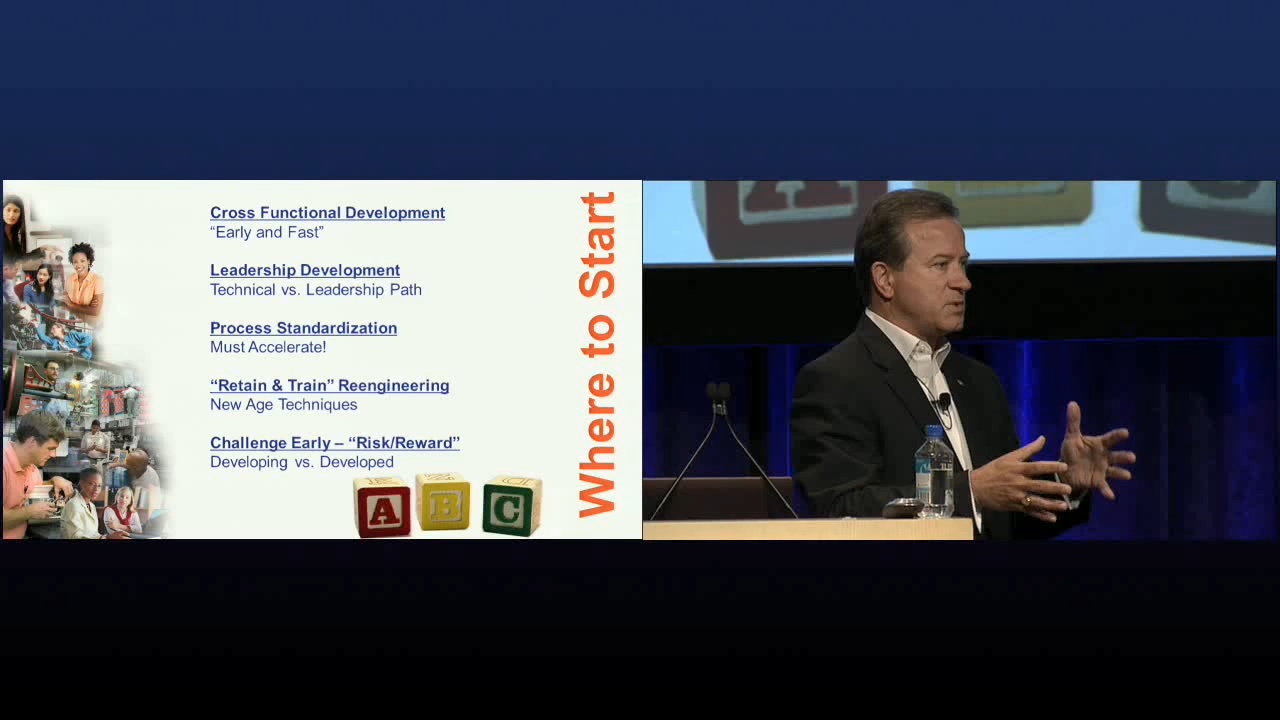 Cross Functional Development
“Early and Fast”
Leadership Development
Technical vs. Leadership Path
Process Standardization
Must Accelerate!
“Retain & Train” Reengineering
New Age Techniques
Challenge Early – “Risk/Reward”
Developing vs. Developed
A B C
Where to Start